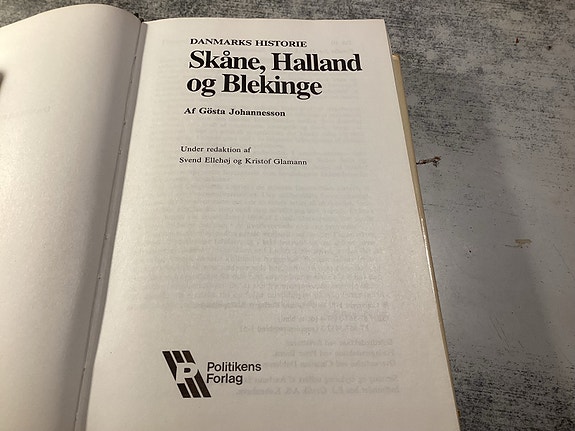 DANMARKS HISTORIE
Skåne, Halland
og Blekinge
Af Gösta Johannesson
Under redaktion af
Svend Ellehøj og Kristof Glamann
P
Politikens
Forlag